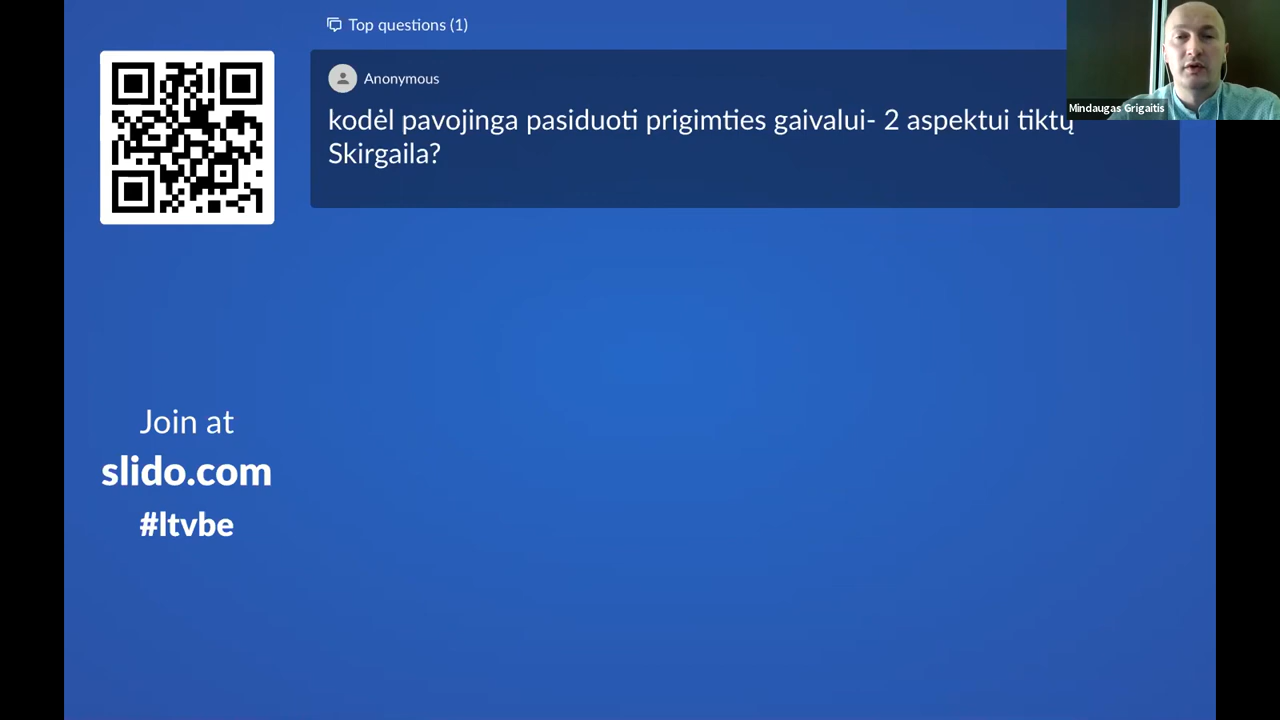 Top questions (1)
Anonymous
kodėl pavojinga pasiduoti prigimties gaivalui- 2 aspektui tiktų
Skirgaila?
Mindaugas Grigaitis
Join at
slido.com
#ltvbe